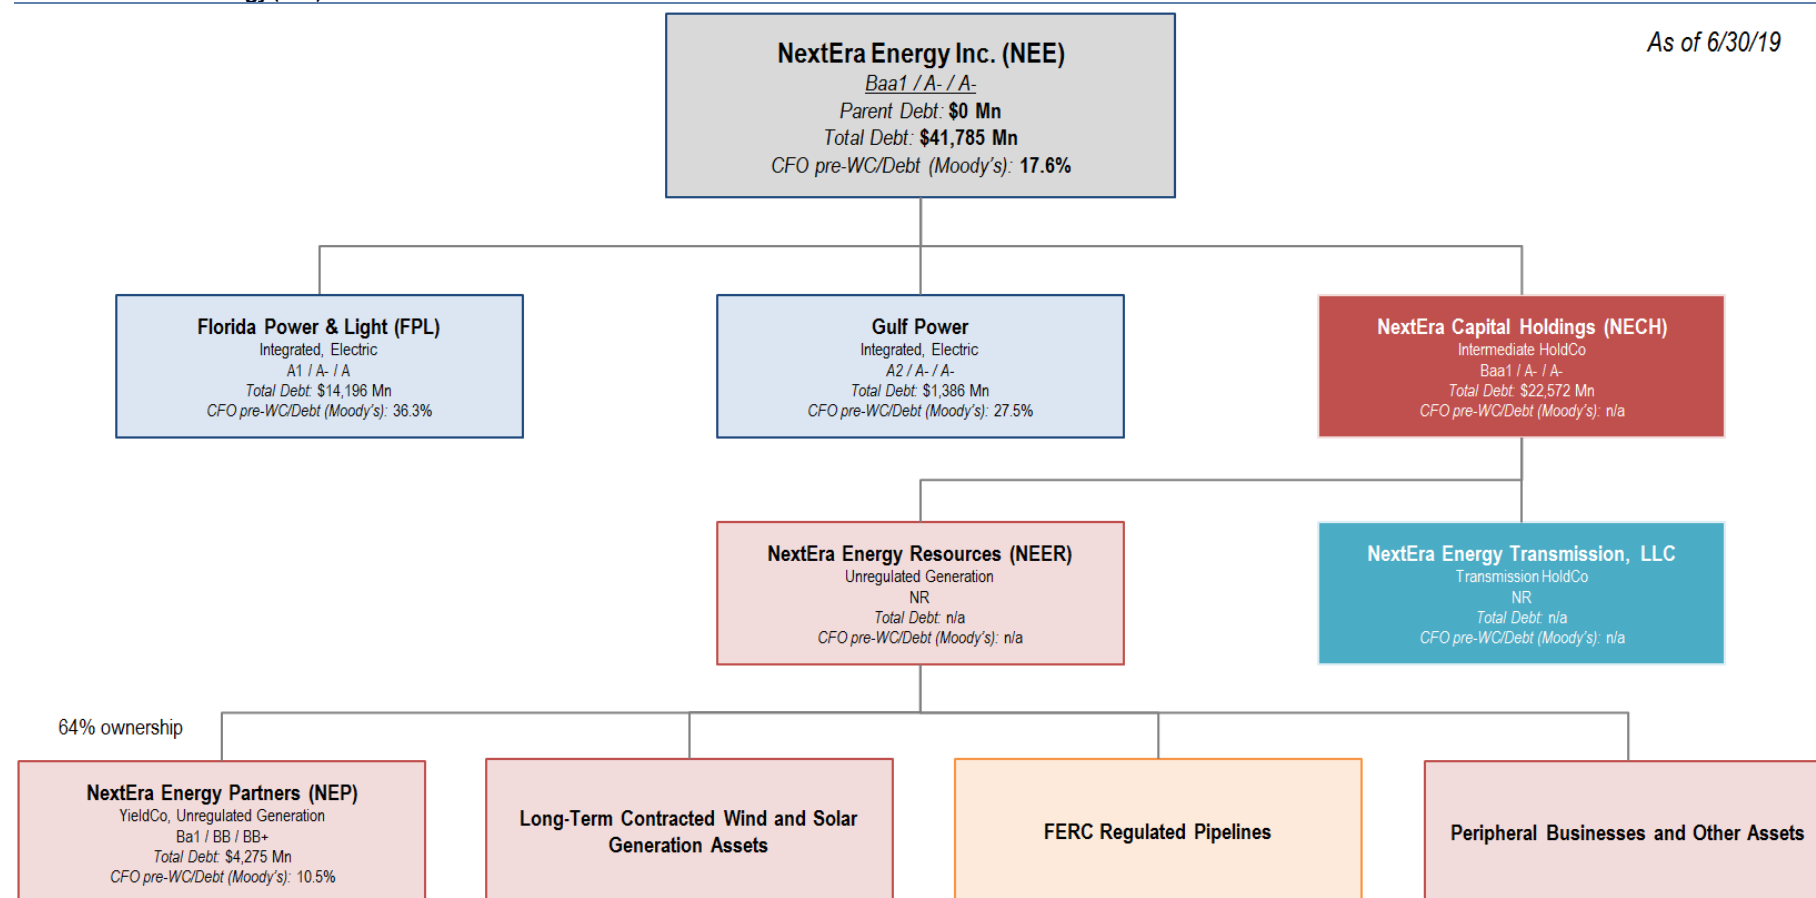 As of 6/30/19
NextEra Energy Inc. (NEE)
Baa1 / A- / A-
Parent Debt: $0 Mn
Total Debt: $41,785 Mn
CFO pre-WC/Debt (Moody's): 17.6%
Florida Power & Light (FPL)
Integrated, Electric
A1 / A- / A
Total Debt: $14,196 Mn
CFO pre-WC/Debt (Moody's): 36.3%
Gulf Power
Integrated, Electric
A2 / A- / A-
Total Debt: $1,386 Mn
CFO pre-WC/Debt (Moody's): 27.5%
NextEra Capital Holdings (NECH)
Intermediate HoldCo
Baa1 / A- / A-
Total Debt: $22,572 Mn
CFO pre-WC/Debt (Moody's): n/a
NextEra Energy Resources (NEER)
Unregulated Generation
NR
Total Debt: n/a
CFO pre-WC/Debt (Moody's): n/a
NextEra Energy Transmission, LLC
Transmission HoldCo
NR
Total Debt: n/a
CFO pre-WC/Debt (Moody's): n/a
64% ownership
NextEra Energy Partners (NEP)
YieldCo, Unregulated Generation
Ba1 / BB / BB+
Total Debt: $4,275 Mn
CFO pre-WC/Debt (Moody's): 10.5%
Long-Term Contracted Wind and Solar
Generation Assets
FERC Regulated Pipelines
Peripheral Businesses and Other Assets